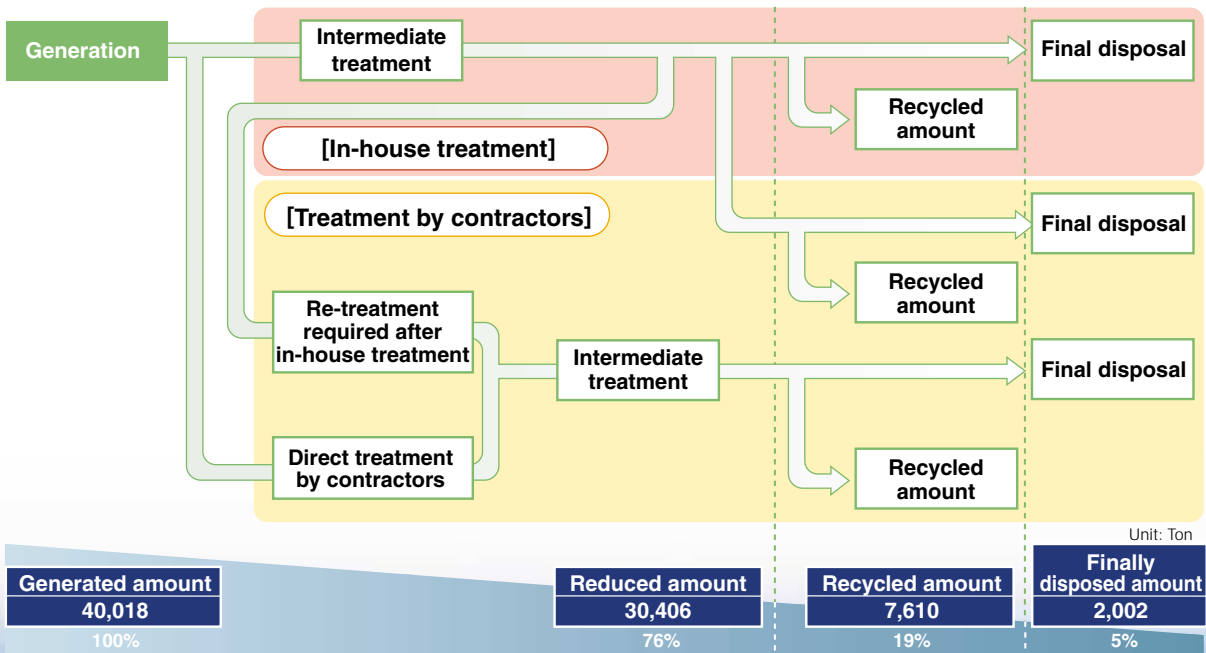 Generation
Intermediate
treatment
Final disposal
Recycled
amount
[In-house treatment]
[Treatment by contractors]
Final disposal
Recycled
amount
Re-treatment
required after
in-house treatment
Intermediate
treatment
Final disposal
Direct treatment
by contractors
Recycled
amount
Unit: Ton
Generated amount
40,018
100%
Reduced amount
30,406
76%
Recycled amount
7,610
19%
Finally
disposed amount
2,002
5%